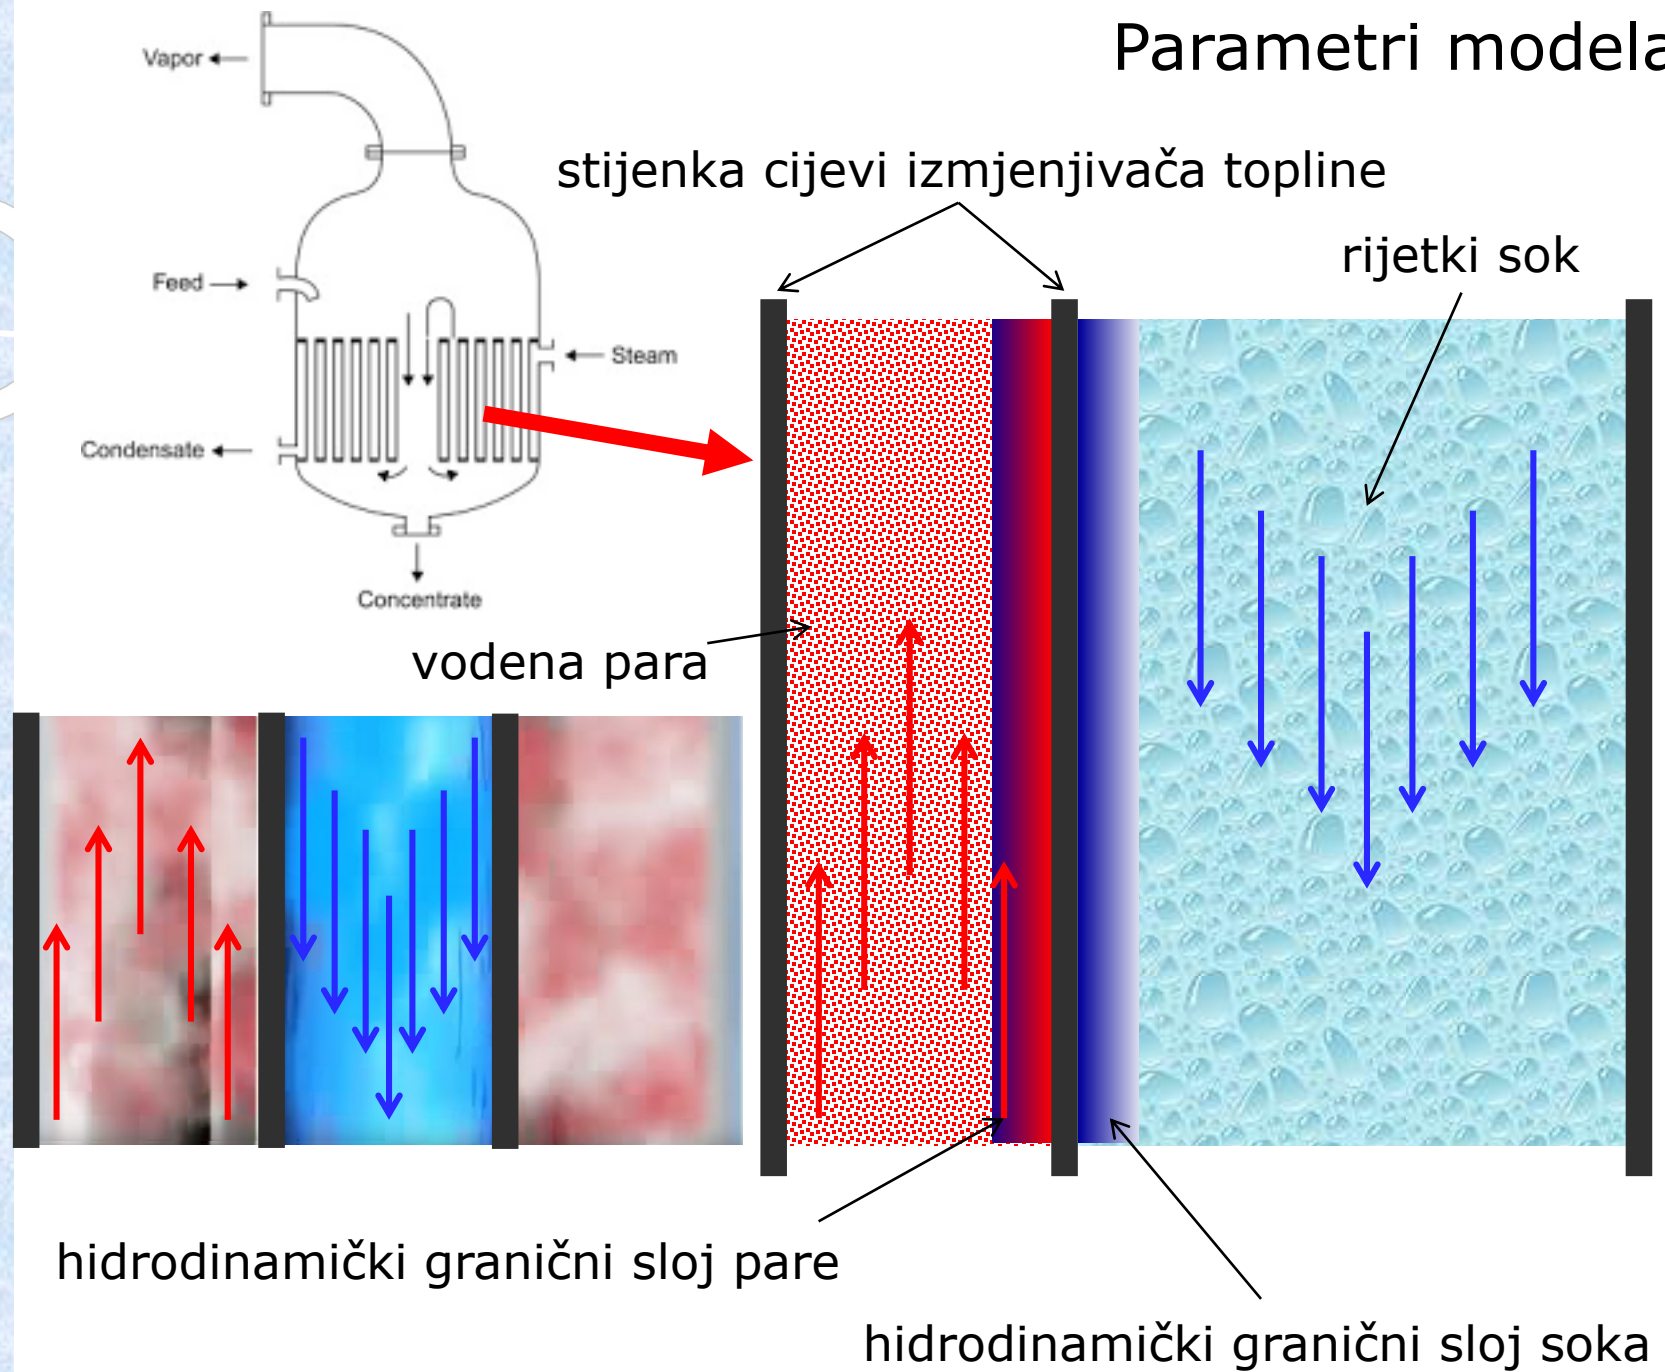 Parametri modela
Vapor
stijenka cijevi izmjenjivača topline
rijetki sok
Feed
Steam
Condensate
Concentrate
vodena para
hidrodinamički granični sloj pare
hidrodinamički granični sloj soka